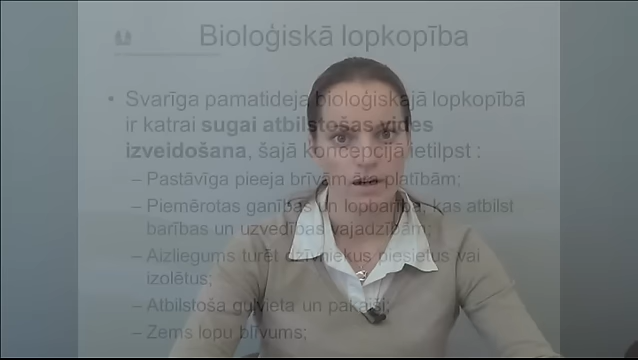 Bioloģiskā lopkopība
• Svarīga pamatideja bioloģiskajā lopkopībā
ir katrai sugai atbilstošas vides
izveidošana, šajā koncepcijā ietilpst :
– Pastāvīga pieeja brīvām āra platībām;
– Piemērotas ganības un lopbarība, kas atbilst
barības un uzvedības vajadzībām;
– Aizliegums turēt dzīvniekus piesietus vai
izolētus;
– Atbilstoša guļvieta un pakaiši;
– Zems lopu blīvums;